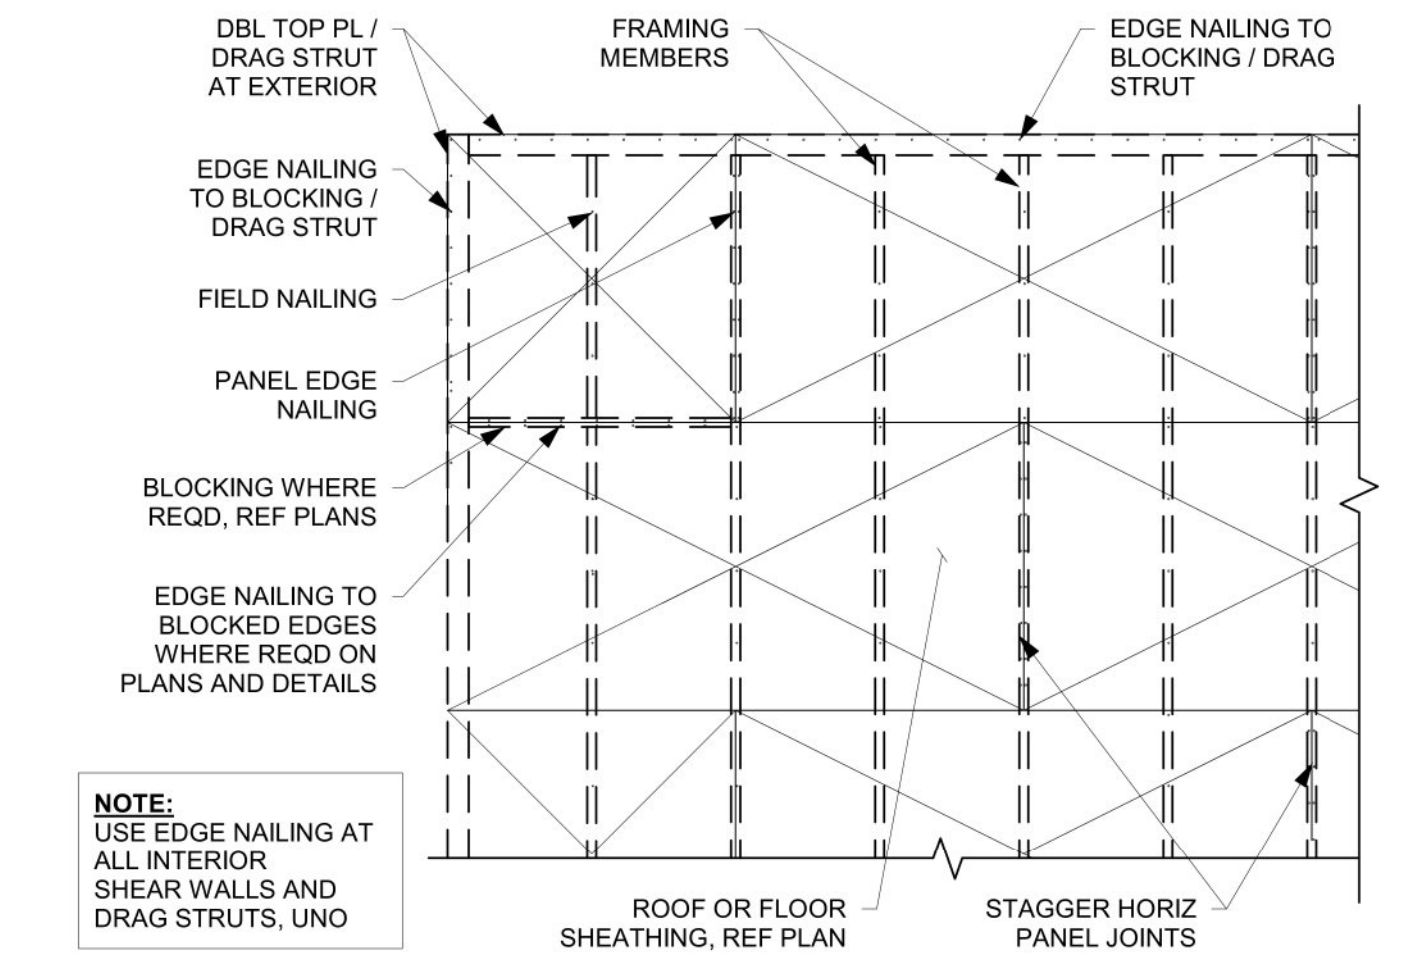 DBL TOP PL /
DRAG STRUT
AT EXTERIOR
FRAMING
MEMBERS
EDGE NAILING TO
BLOCKING / DRAG
STRUT
EDGE NAILING
TO BLOCKING /
DRAG STRUT
FIELD NAILING
PANEL EDGE
NAILING
BLOCKING WHERE
REQD, REF PLANS
EDGE NAILING TO
BLOCKED EDGES
WHERE REQD ON
PLANS AND DETAILS
NOTE:
USE EDGE NAILING AT
ALL INTERIOR
SHEAR WALLS AND
DRAG STRUTS, UNO
ROOF OR FLOOR
SHEATHING, REF PLAN
STAGGER HORIZ
PANEL JOINTS